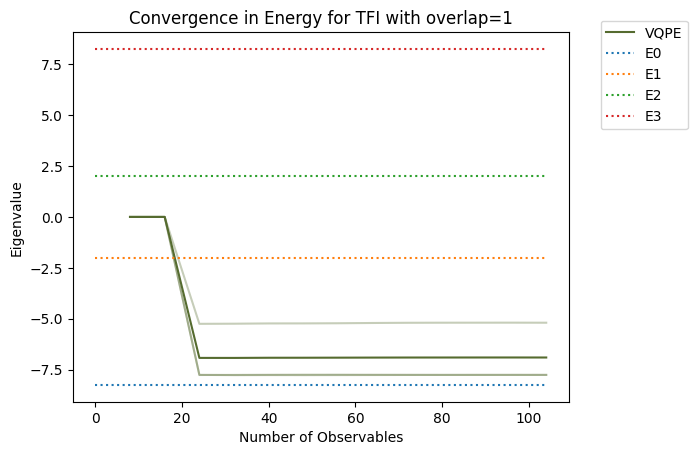 Convergence in Energy for TFI with overlap=1
VQPE
E0
E1
E2
E3
Eigenvalue
7.5
5.0
2.5
0.0
−2.5
−5.0
−7.5
0 20 40 60 80 100
Number of Observables